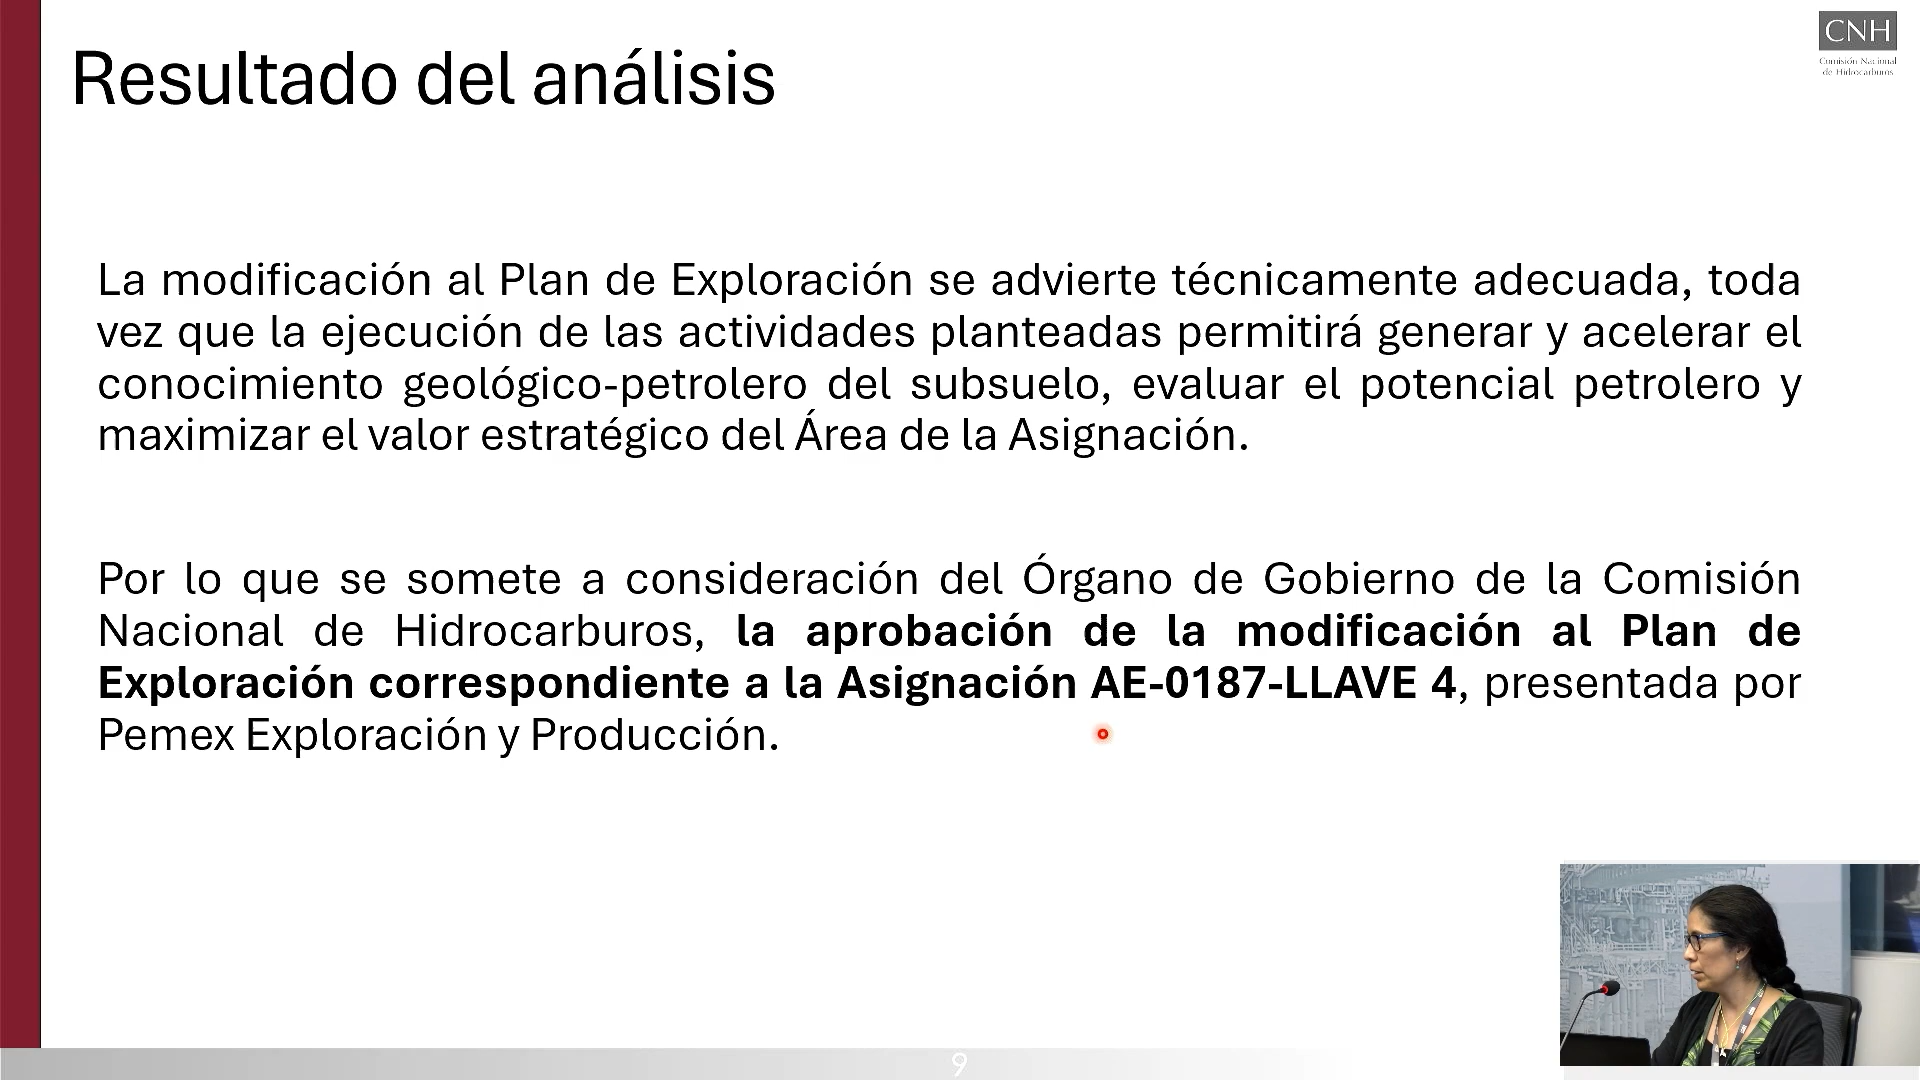 CNH
Comisión Nacional
de Hidrocarburos
Resultado del análisis
La modificación al Plan de Exploración se advierte técnicamente adecuada, toda
vez que la ejecución de las actividades planteadas permitirá generar y acelerar el
conocimiento geológico-petrolero del subsuelo, evaluar el potencial petrolero y
maximizar el valor estratégico del Área de la Asignación.
Por lo que se somete a consideración del Órgano de Gobierno de la Comisión
Nacional de Hidrocarburos, la aprobación de la modificación al Plan de
Exploración correspondiente a la Asignación AE-0187-LLAVE 4, presentada por
Pemex Exploración y Producción.
9